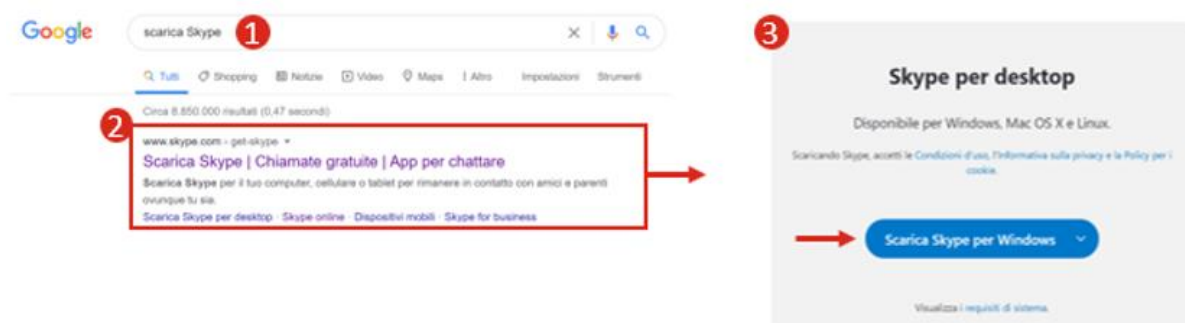 Google
scarica Skype
1
Tutti Shopping Notizie Video Maps Altro Impostazioni Strumenti
Circa 8.850.000 risultati (0,47 secondi)
2
www.skype.com › get-skype
Scarica Skype | Chiamate gratuite | App per chattare
Scarica Skype per il tuo computer, cellulare o tablet per rimanere in contatto con amici e parenti
ovunque tu sia.
Scarica Skype per desktop · Skype online · Dispositivi mobili · Skype for business
3
Skype per desktop
Disponibile per Windows, Mac OS X e Linux.
Scaricando Skype, accetti le Condizioni d'uso, l'Informativa sulla privacy e la Policy per i
cookie.
Scarica Skype per Windows
Visualizza i requisiti di sistema.